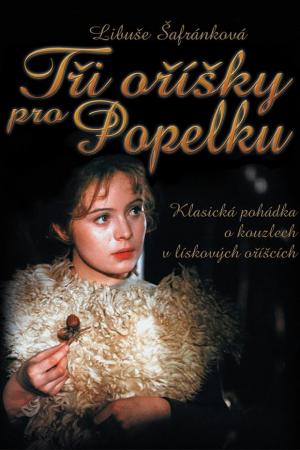 Libuše Šafránková
Tři oříšky
pro Popelku
Klasická pohádka
o kouzlech
v lískových oříšcích